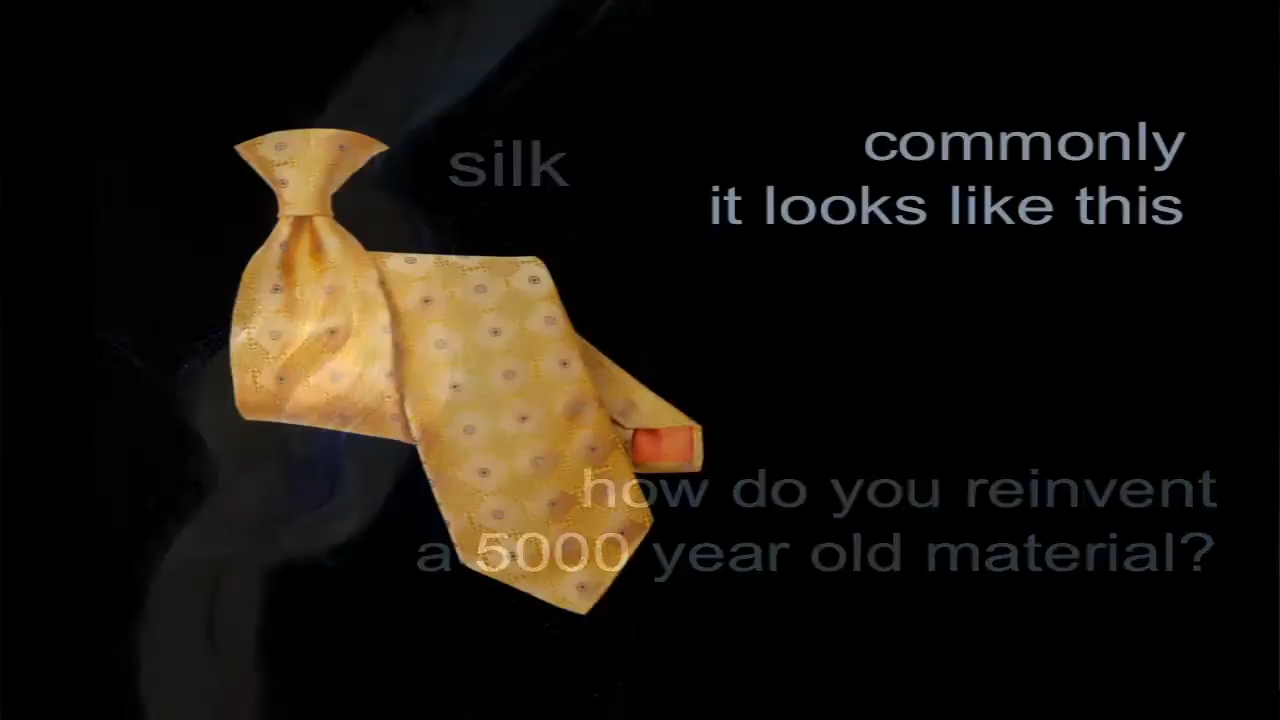 silk
commonly
it looks like this
how do you reinvent
a 5000 year old material?